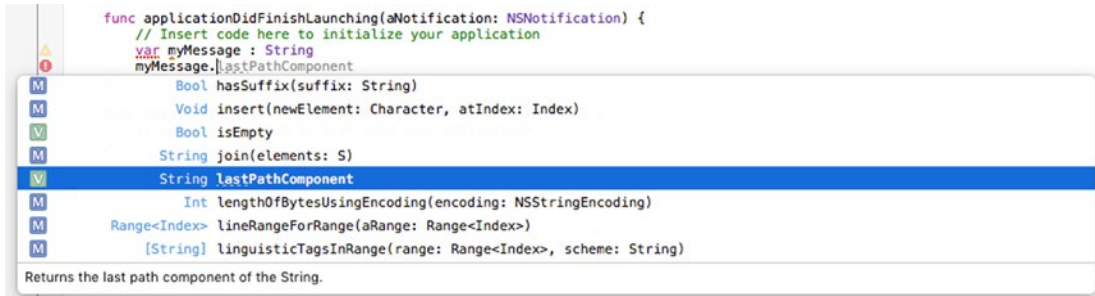 func applicationDidFinishLaunching(aNotification: NSNotification) {
// Insert code here to initialize your application
var myMessage : String
myMessage.lastPathComponent
M Bool hasSuffix(suffix: String)
M Void insert(newElement: Character, atIndex: Index)
V Bool isEmpty
M String join(elements: S)
V String lastPathComponent
M Int lengthOfBytesUsingEncoding(encoding: NSStringEncoding)
M Range<Index> lineRangeForRange(aRange: Range<Index>)
M [String] linguisticTagsInRange(range: Range<Index>, scheme: String)
Returns the last path component of the String.